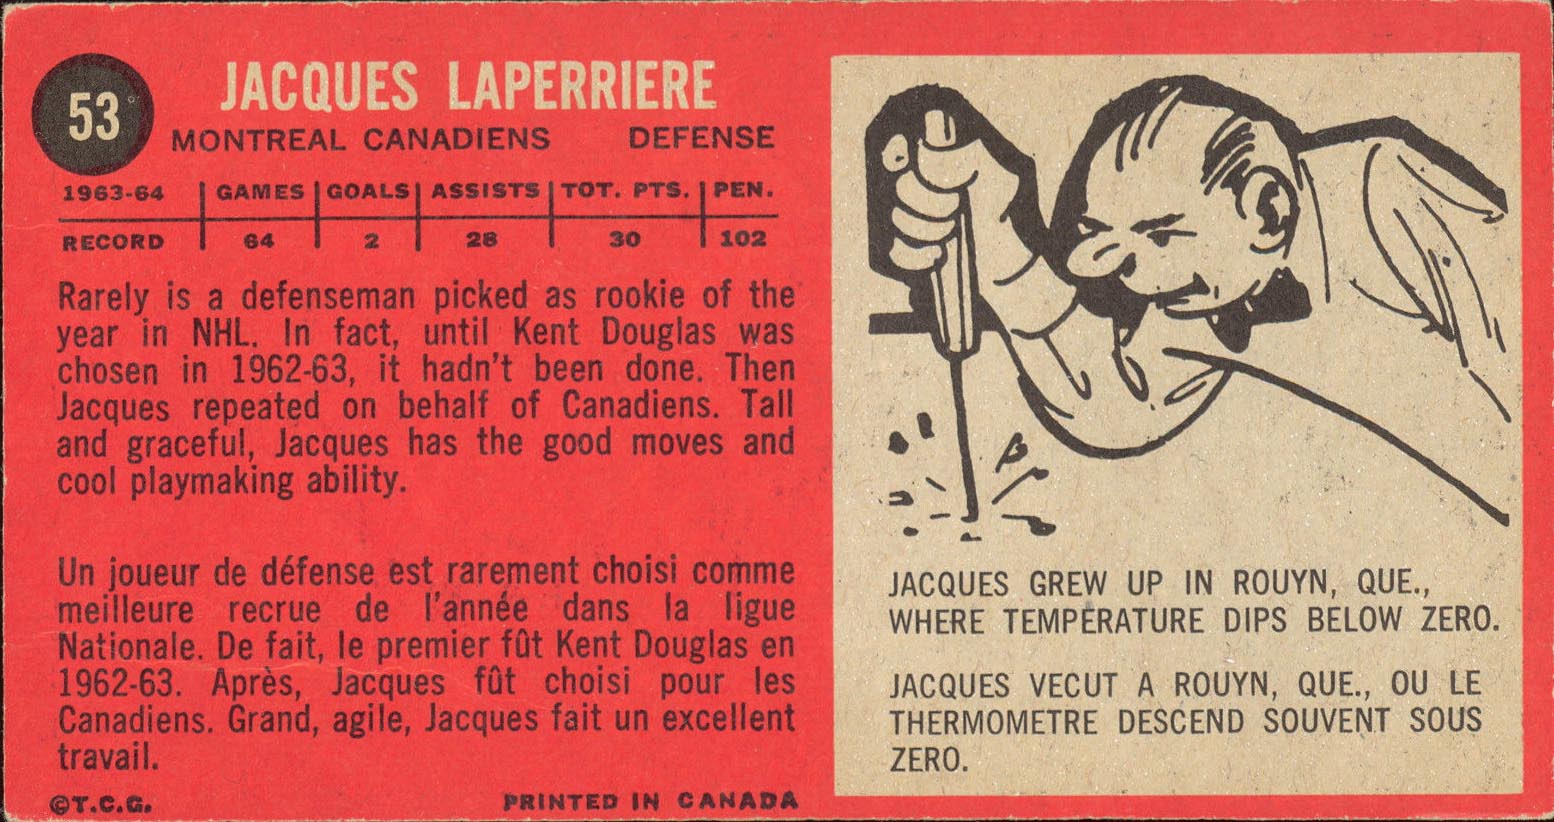 53
JACQUES LAPERRIERE
MONTREAL CANADIENS DEFENSE
1963-64 GAMES GOALS ASSISTS TOT. PTS. PEN.
RECORD 64 2 28 30 102
Rarely is a defenseman picked as rookie of the
year in NHL. In fact, until Kent Douglas was
chosen in 1962-63, it hadn't been done. Then
Jacques repeated on behalf of Canadiens. Tall
and graceful, Jacques has the good moves and
cool playmaking ability.
Un joueur de défense est rarement choisi comme
meilleure recrue de l'année dans la ligue
Nationale. De fait, le premier fût Kent Douglas en
1962-63. Après, Jacques fût choisi pour les
Canadiens. Grand, agile, Jacques fait un excellent
travail.
©T.C.G. PRINTED IN CANADA
JACQUES GREW UP IN ROUYN, QUE.,
WHERE TEMPERATURE DIPS BELOW ZERO.
JACQUES VECUT A ROUYN, QUE., OU LE
THERMOMETRE DESCEND SOUVENT SOUS
ZERO.